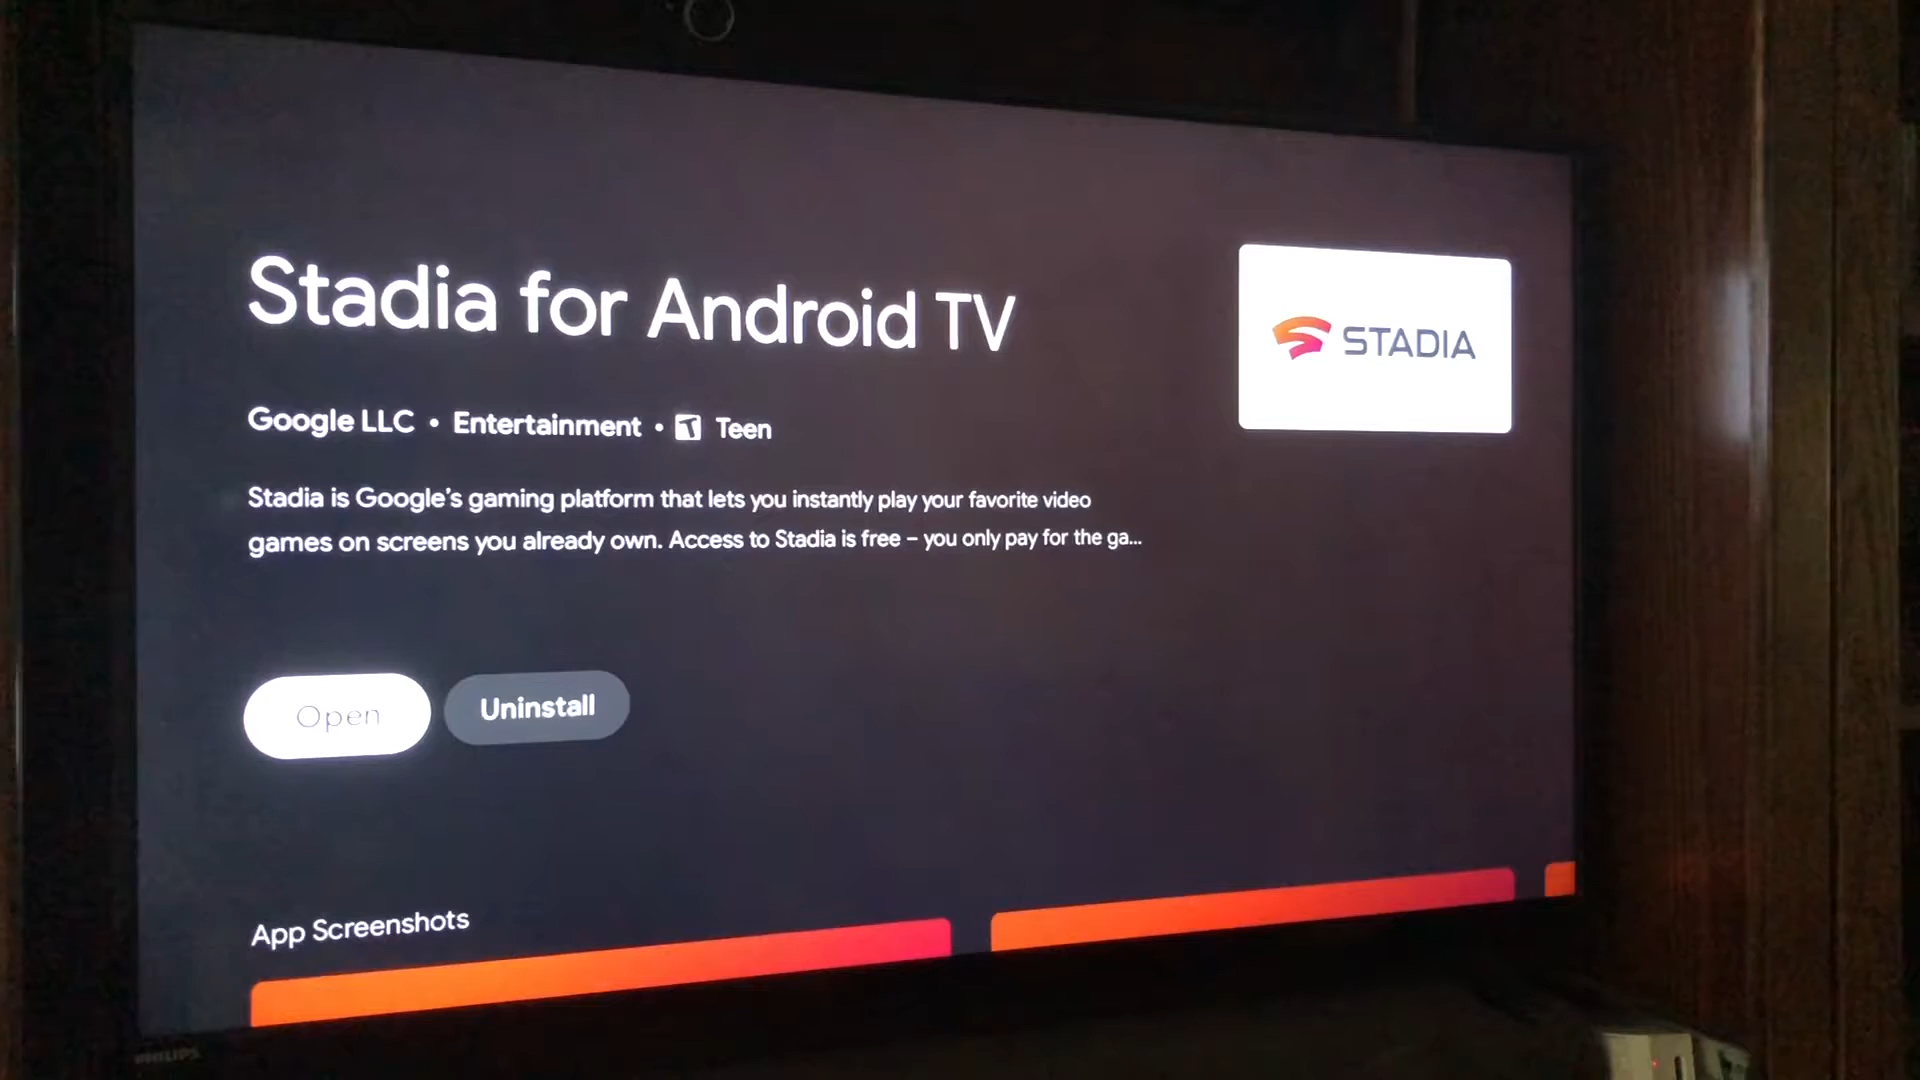 Stadia for Android TV
STADIA
Google LLC • Entertainment • T Teen
Stadia is Google's gaming platform that lets you instantly play your favorite video
games on screens you already own. Access to Stadia is free – you only pay for the ga...
Open
Uninstall
App Screenshots
PHILIPS